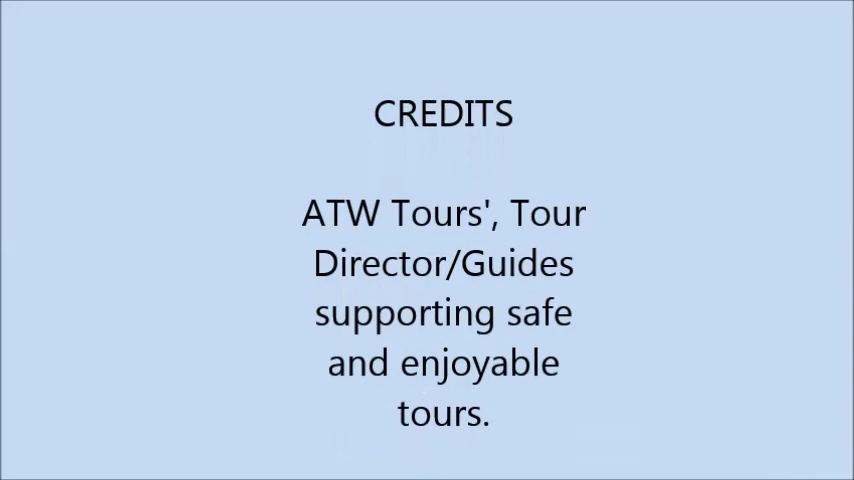 CREDITS
ATW Tours', Tour
Director/Guides
supporting safe
and enjoyable
tours.